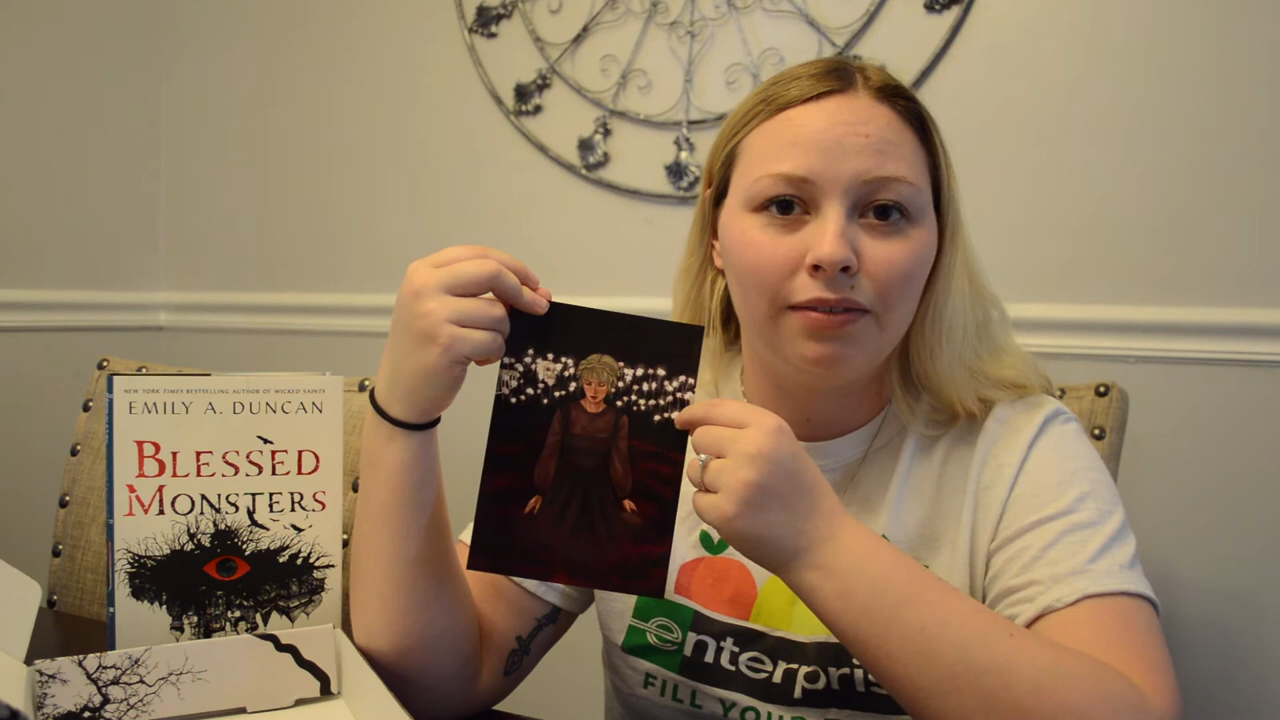 NEW YORK TIMES BESTSELLING AUTHOR OF WICKED SAINTS
EMILY A. DUNCAN
BLESSED
MONSTERS
enterpris
FILL YOUR